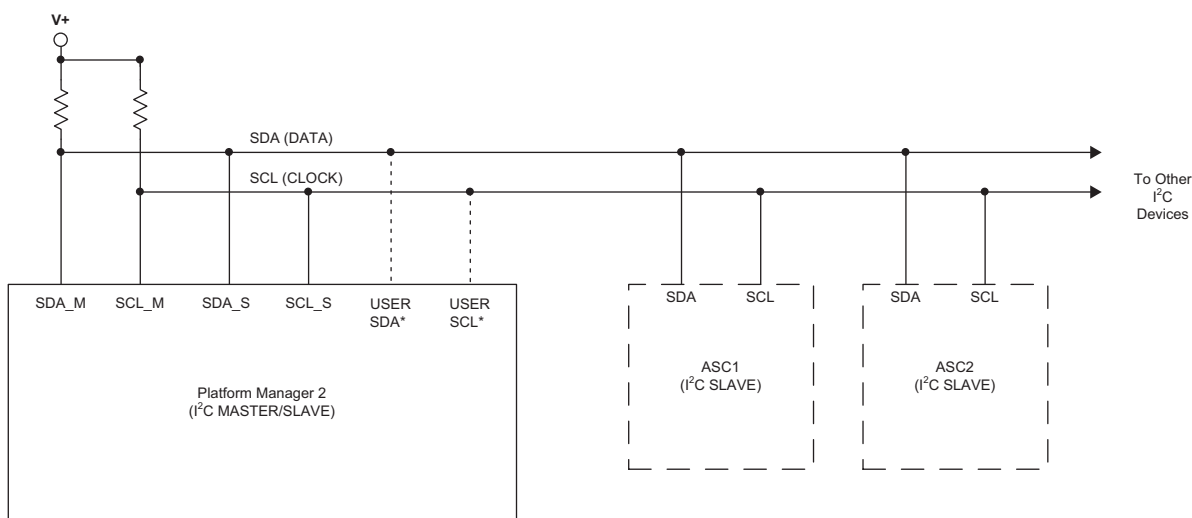 V+
SDA (DATA)
SCL (CLOCK)
To Other
I²C
Devices
SDA_M
SCL_M
SDA_S
SCL_S
USER
SDA*
USER
SCL*
SDA
SCL
SDA
SCL
Platform Manager 2
(I²C MASTER/SLAVE)
ASC1
(I²C SLAVE)
ASC2
(I²C SLAVE)